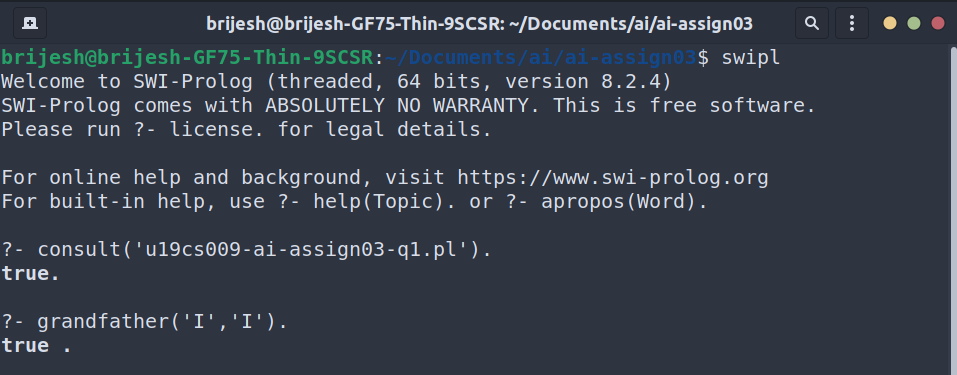 brijesh@brijesh-GF75-Thin-9SCSR: ~/Documents/ai/ai-assign03
brijesh@brijesh-GF75-Thin-9SCSR:~/Documents/ai/ai-assign03$ swipl
Welcome to SWI-Prolog (threaded, 64 bits, version 8.2.4)
SWI-Prolog comes with ABSOLUTELY NO WARRANTY. This is free software.
Please run ?- license. for legal details.
For online help and background, visit https://www.swi-prolog.org
For built-in help, use ?- help(Topic). or ?- apropos(Word).
?- consult('u19cs009-ai-assign03-q1.pl').
true.
?- grandfather('I','I').
true .